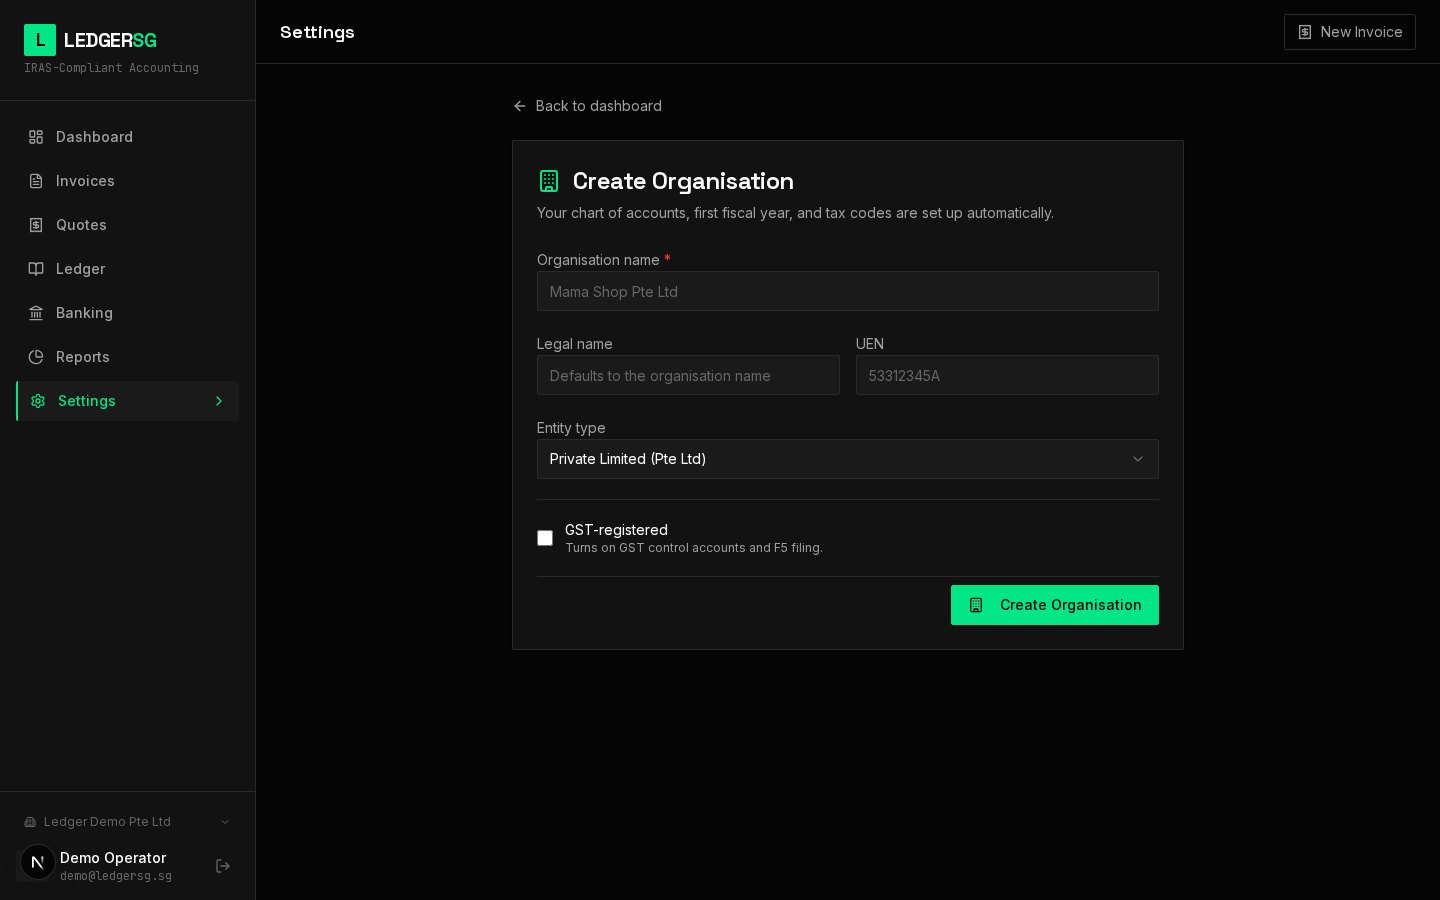 L LEDGERSG
IRAS-Compliant Accounting
Dashboard
Invoices
Quotes
Ledger
Banking
Reports
Settings
Ledger Demo Pte Ltd
N
Demo Operator
demo@ledgersg.sg
Settings
New Invoice
Back to dashboard
Create Organisation
Your chart of accounts, first fiscal year, and tax codes are set up automatically.
Organisation name *
Mama Shop Pte Ltd
Legal name
Defaults to the organisation name
UEN
53312345A
Entity type
Private Limited (Pte Ltd)
GST-registered
Turns on GST control accounts and F5 filing.
Create Organisation